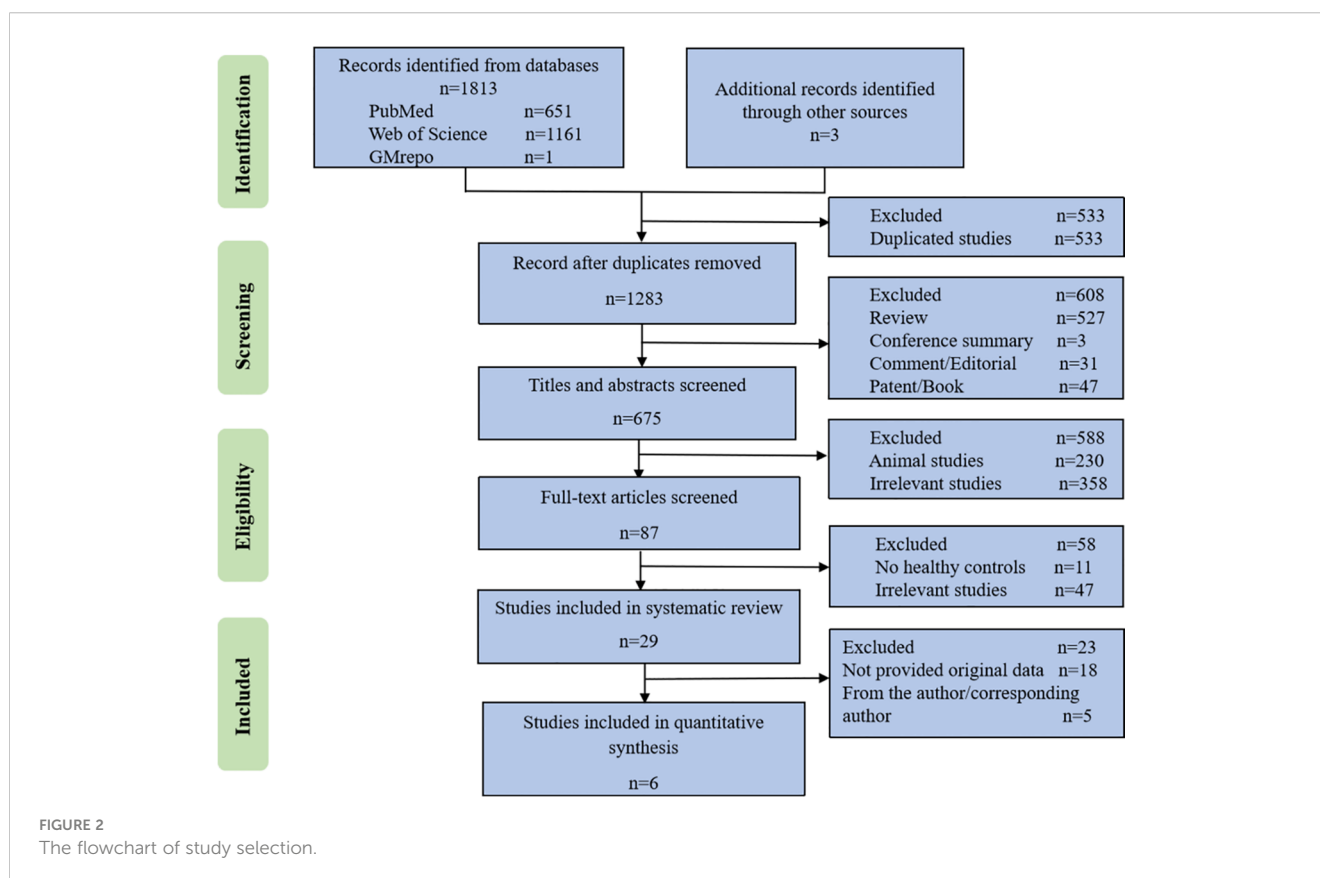 Identification
Records identified from databases
n=1813
PubMed n=651
Web of Science n=1161
GMrepo n=1
Additional records identified
through other sources
n=3
Excluded n=533
Duplicated studies n=533
Screening
Record after duplicates removed
n=1283
Excluded n=608
Review n=527
Conference summary n=3
Comment/Editorial n=31
Patent/Book n=47
Titles and abstracts screened
n=675
Excluded n=588
Animal studies n=230
Irrelevant studies n=358
Eligibility
Full-text articles screened
n=87
Excluded n=58
No healthy controls n=11
Irrelevant studies n=47
Studies included in systematic review
n=29
Included
Excluded n=23
Not provided original data n=18
From the author/corresponding
author n=5
Studies included in quantitative
synthesis
n=6
FIGURE 2
The flowchart of study selection.